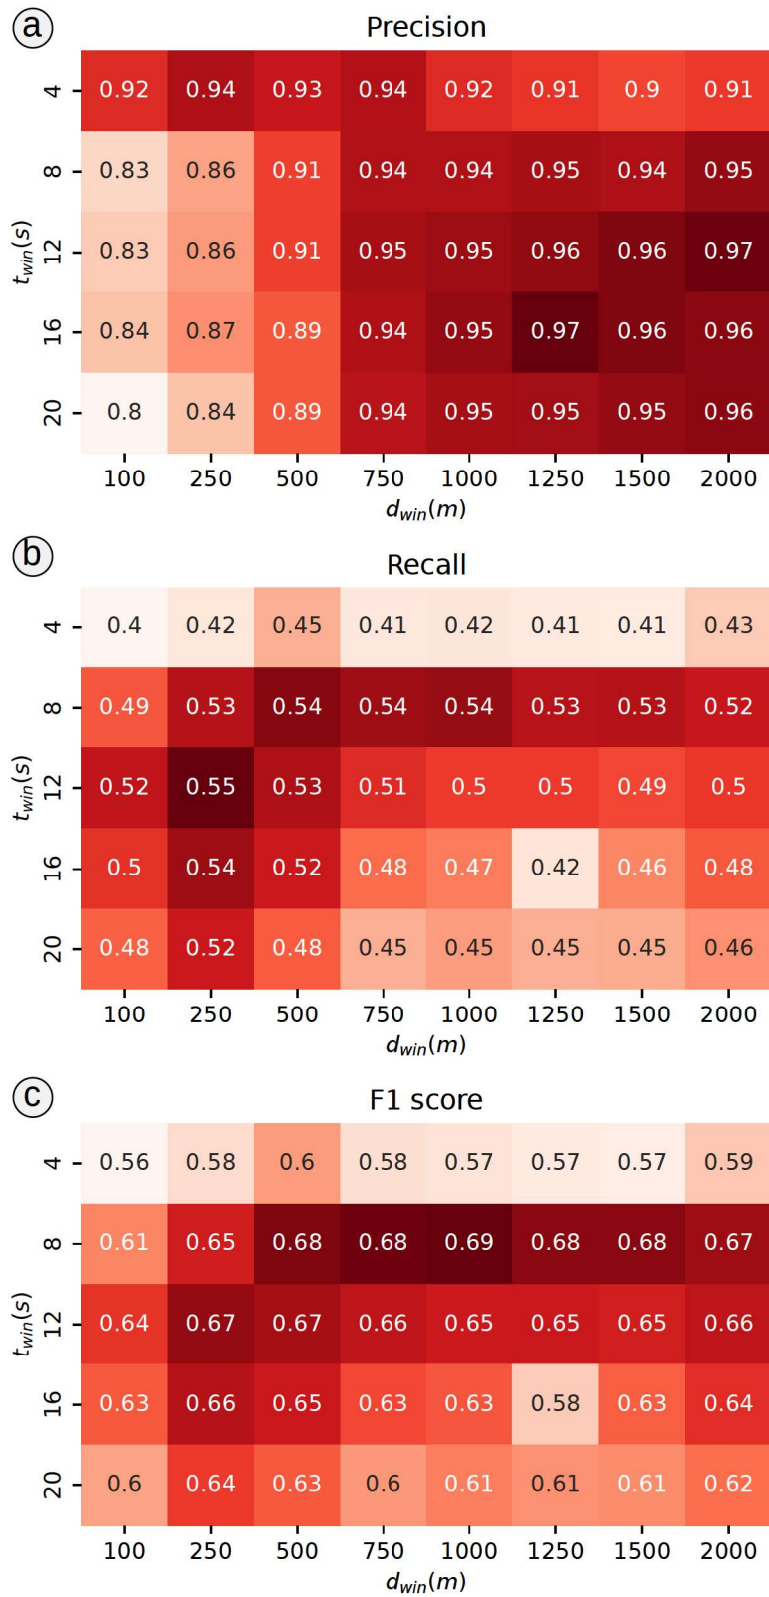 a
Precision
4 0.92 0.94 0.93 0.94 0.92 0.91 0.9 0.91
8 0.83 0.86 0.91 0.94 0.94 0.95 0.94 0.95
12 0.83 0.86 0.91 0.95 0.95 0.96 0.96 0.97
16 0.84 0.87 0.89 0.94 0.95 0.97 0.96 0.96
20 0.8 0.84 0.89 0.94 0.95 0.95 0.95 0.96
t_win(s)
100 250 500 750 1000 1250 1500 2000
d_win(m)
b
Recall
4 0.4 0.42 0.45 0.41 0.42 0.41 0.41 0.43
8 0.49 0.53 0.54 0.54 0.54 0.53 0.53 0.52
12 0.52 0.55 0.53 0.51 0.5 0.5 0.49 0.5
16 0.5 0.54 0.52 0.48 0.47 0.42 0.46 0.48
20 0.48 0.52 0.48 0.45 0.45 0.45 0.45 0.46
t_win(s)
100 250 500 750 1000 1250 1500 2000
d_win(m)
c
F1 score
4 0.56 0.58 0.6 0.58 0.57 0.57 0.57 0.59
8 0.61 0.65 0.68 0.68 0.69 0.68 0.68 0.67
12 0.64 0.67 0.67 0.66 0.65 0.65 0.65 0.66
16 0.63 0.66 0.65 0.63 0.63 0.58 0.63 0.64
20 0.6 0.64 0.63 0.6 0.61 0.61 0.61 0.62
t_win(s)
100 250 500 750 1000 1250 1500 2000
d_win(m)